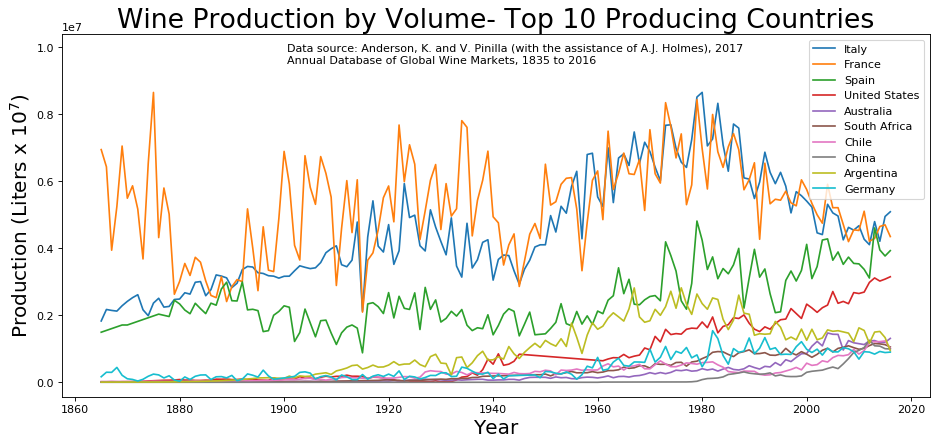 Wine Production by Volume- Top 10 Producing Countries
1e7
Data source: Anderson, K. and V. Pinilla (with the assistance of A.J. Holmes), 2017
Annual Database of Global Wine Markets, 1835 to 2016
Italy
France
Spain
United States
Australia
South Africa
Chile
China
Argentina
Germany
Production (Liters x 10⁷)
1.0
0.8
0.6
0.4
0.2
0.0
1860 1880 1900 1920 1940 1960 1980 2000 2020
Year